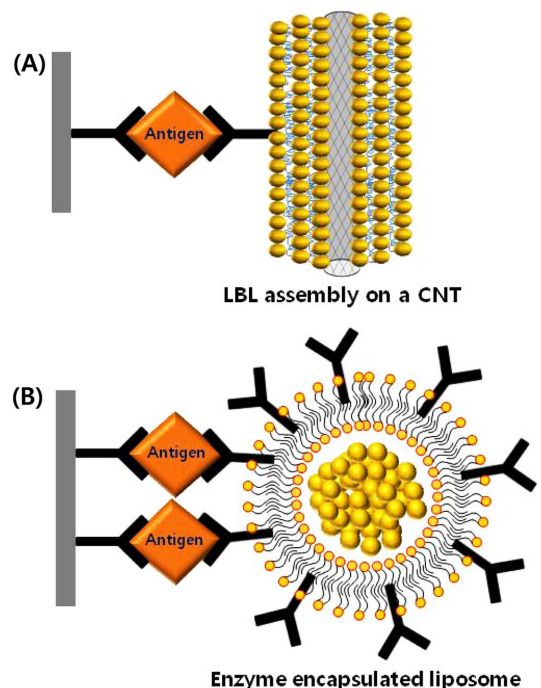 (A)
Antigen
LBL assembly on a CNT
(B)
Antigen
Antigen
Enzyme encapsulated liposome